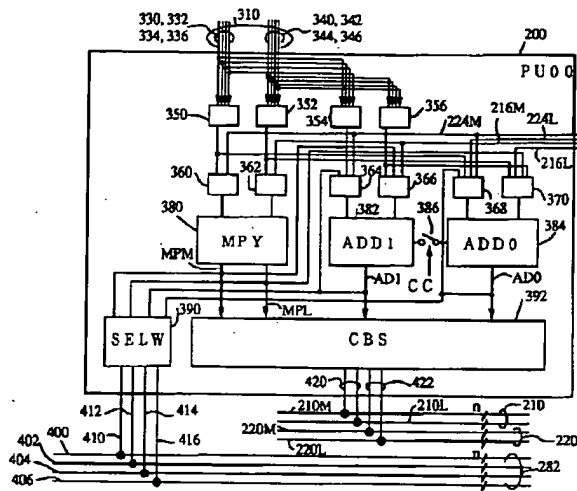 330, 332
310
340, 342
334, 336
344, 346
200
PU00
350
352
354
356
224M
216M
224L
216L
360
362
364
366
368
370
380
382
386
384
MPY
ADD1
ADD0
MPM
CC
AD1
AD0
MPL
390
392
SELW
CBS
420
422
412
414
210M
210L
n
210
410
416
220M
220L
220
400
n
402
404
406
282